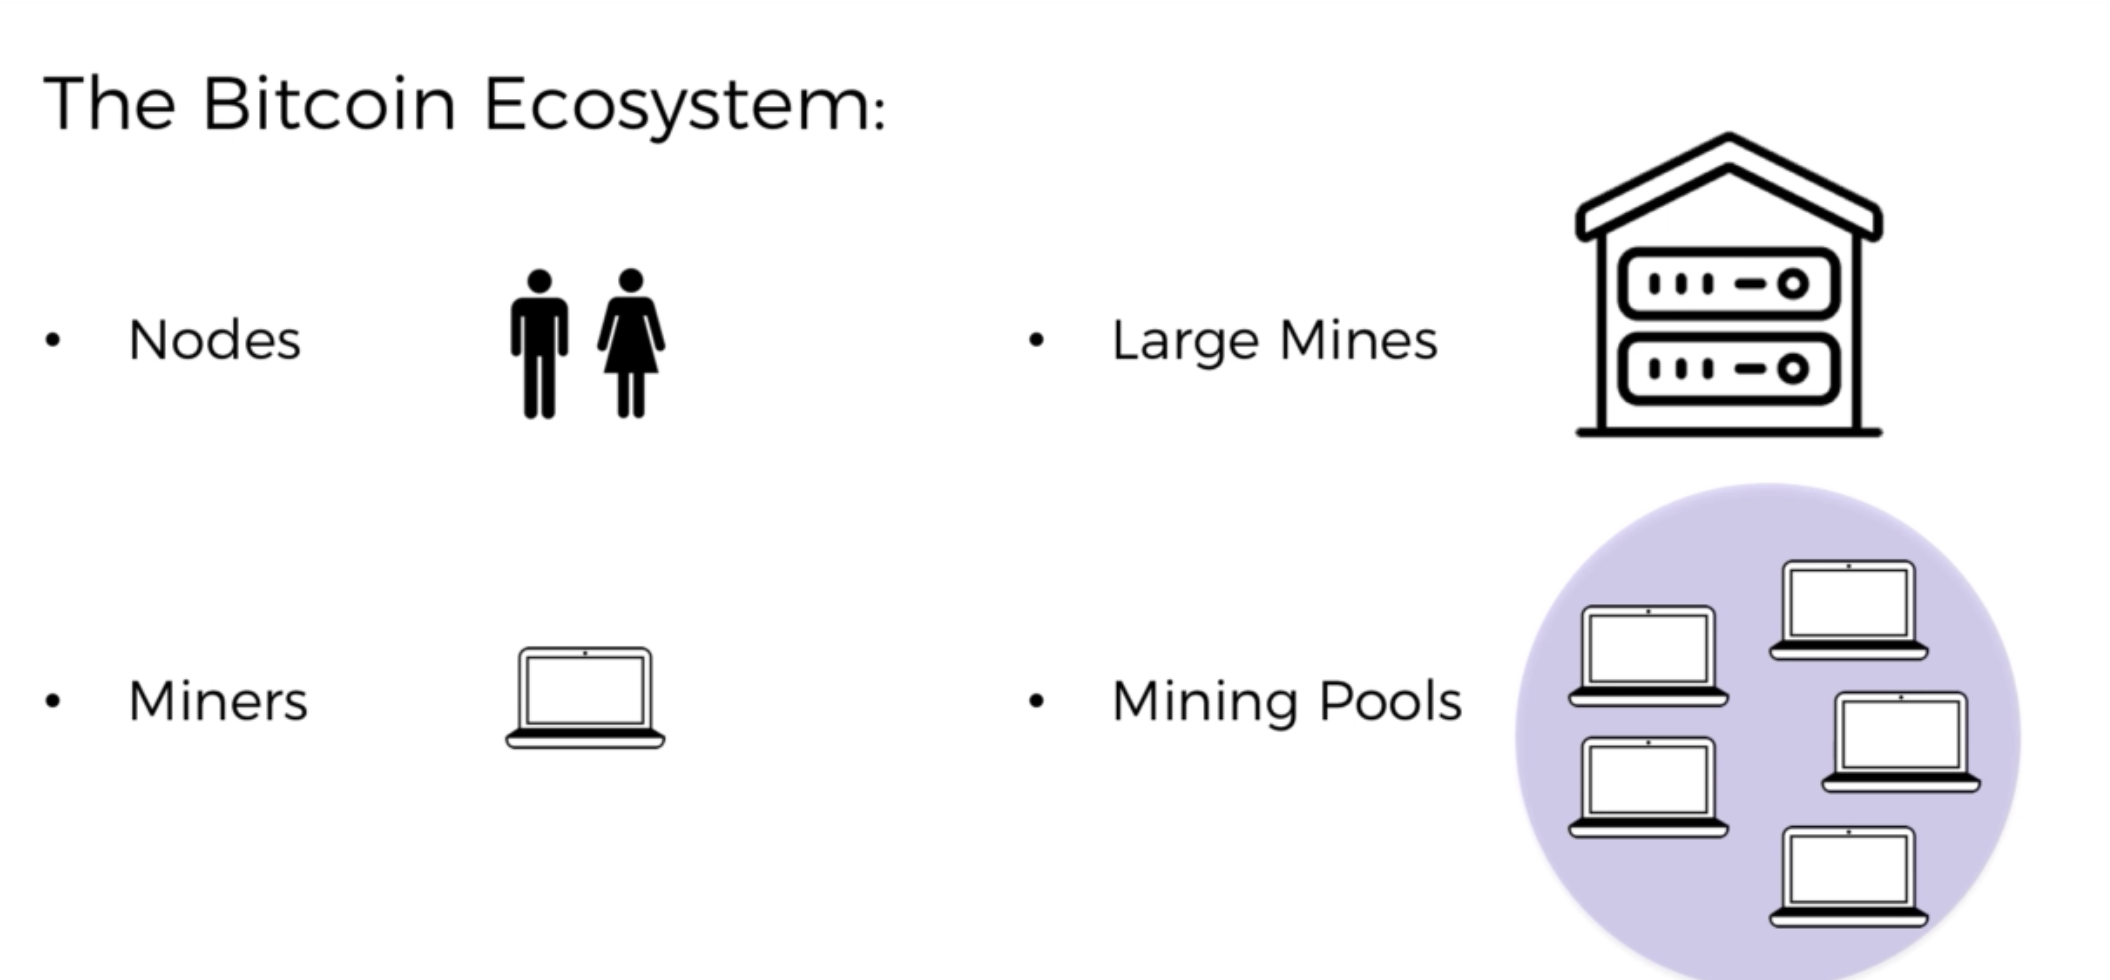 The Bitcoin Ecosystem:
• Nodes
• Large Mines
• Miners
• Mining Pools